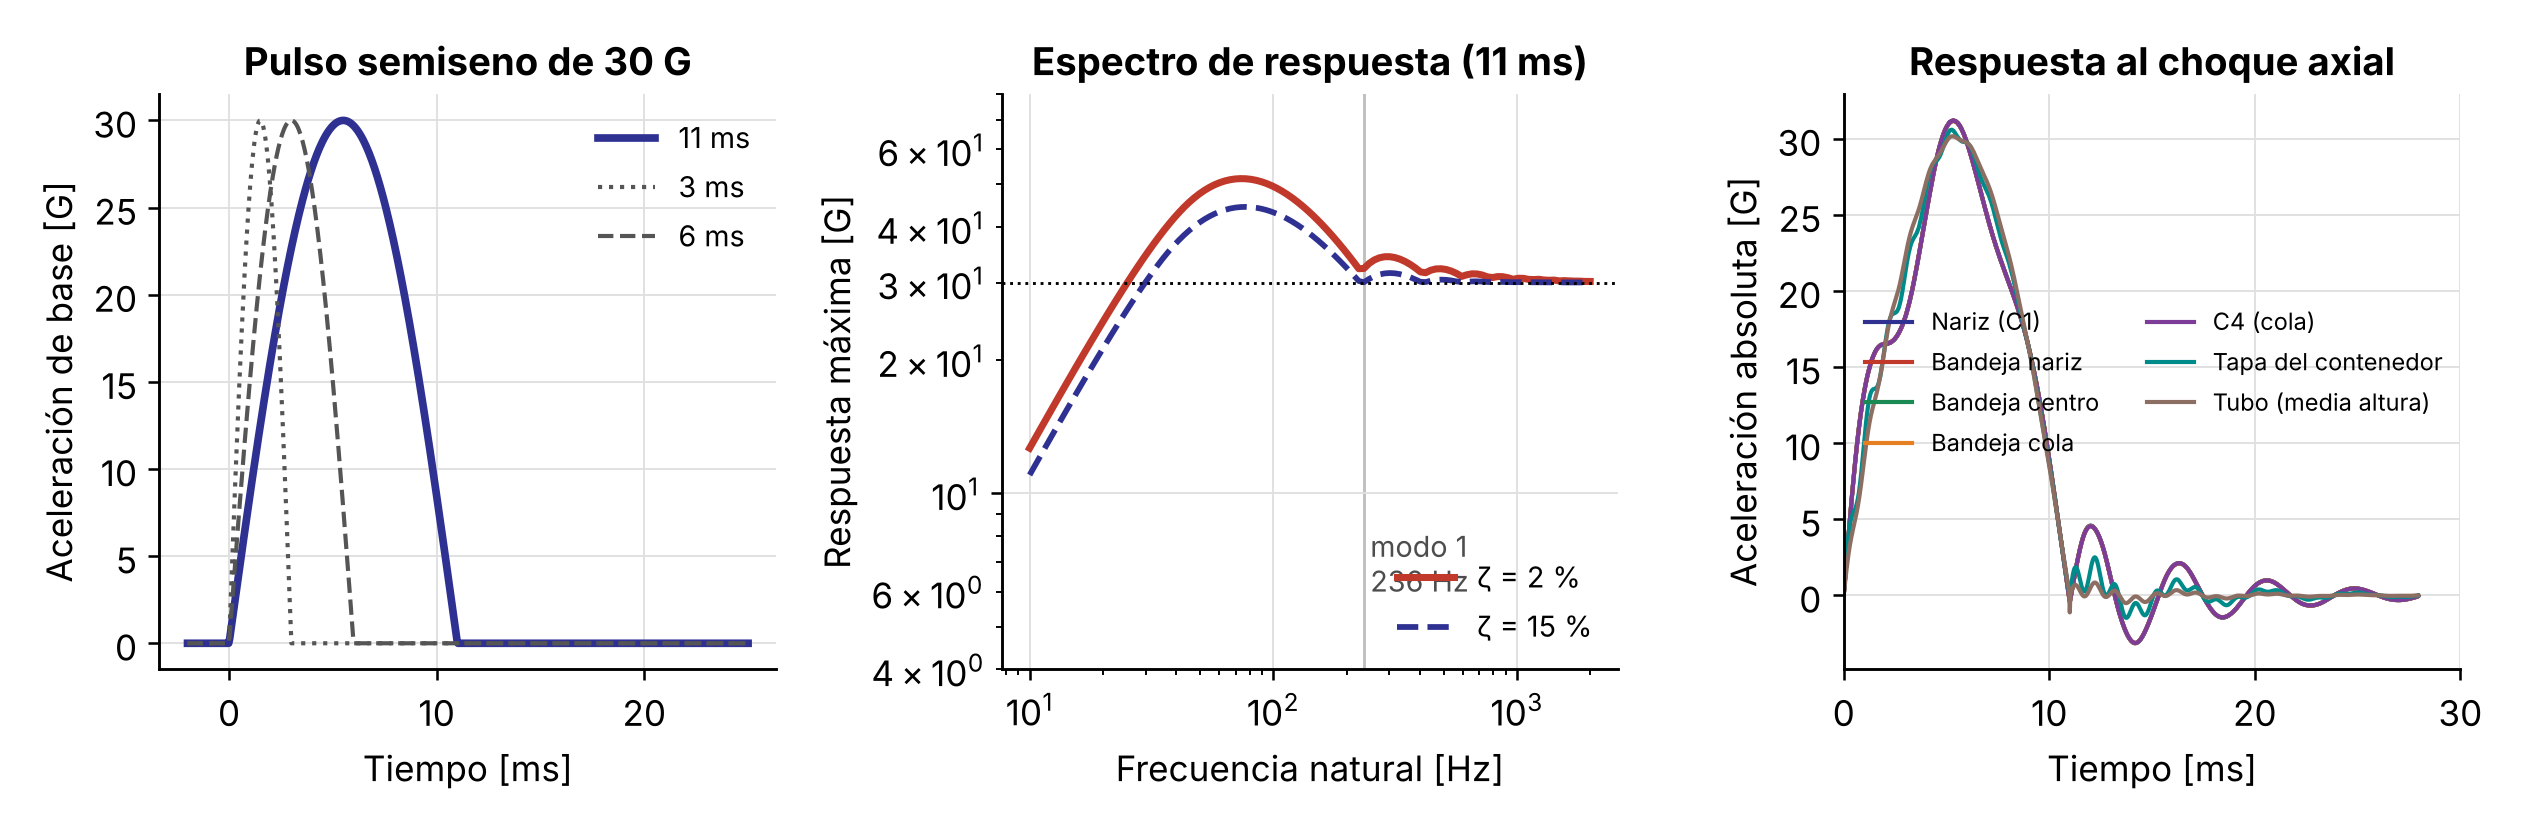 Pulso semiseno de 30 G
Aceleración de base [G]
30
25
20
15
10
5
0
11 ms
3 ms
6 ms
0
10
20
Tiempo [ms]
Espectro de respuesta (11 ms)
Respuesta máxima [G]
6 × 10¹
4 × 10¹
3 × 10¹
2 × 10¹
10¹
6 × 10⁰
4 × 10⁰
modo 1
236 Hz
ζ = 2 %
ζ = 15 %
10¹
10²
10³
Frecuencia natural [Hz]
Respuesta al choque axial
Aceleración absoluta [G]
30
25
20
15
10
5
0
Nariz (C1)
Bandeja nariz
Bandeja centro
Bandeja cola
C4 (cola)
Tapa del contenedor
Tubo (media altura)
0
10
20
30
Tiempo [ms]